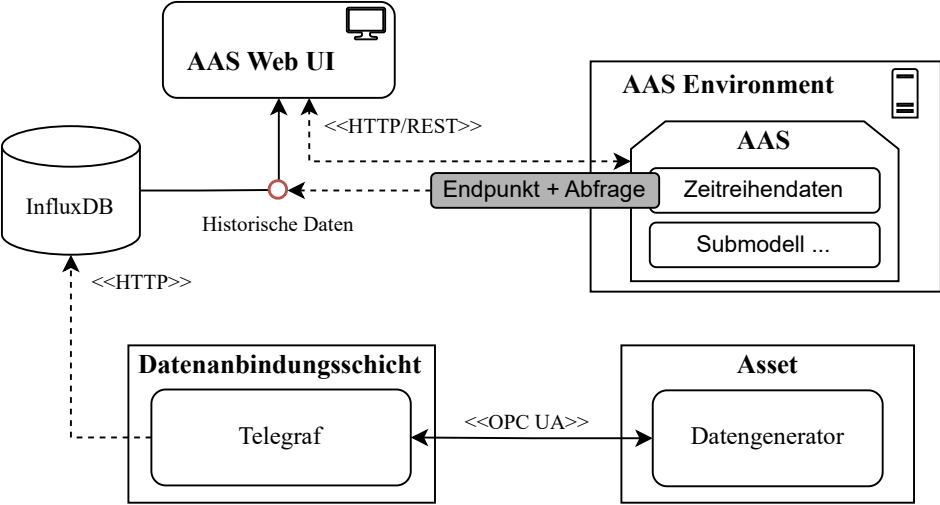 AAS Web UI
AAS Environment
<<HTTP/REST>>
AAS
Endpunkt + Abfrage
Zeitreihendaten
InfluxDB
Historische Daten
Submodell ...
<<HTTP>>
Datenanbindungsschicht
Asset
Telegraf
<<OPC UA>>
Datengenerator